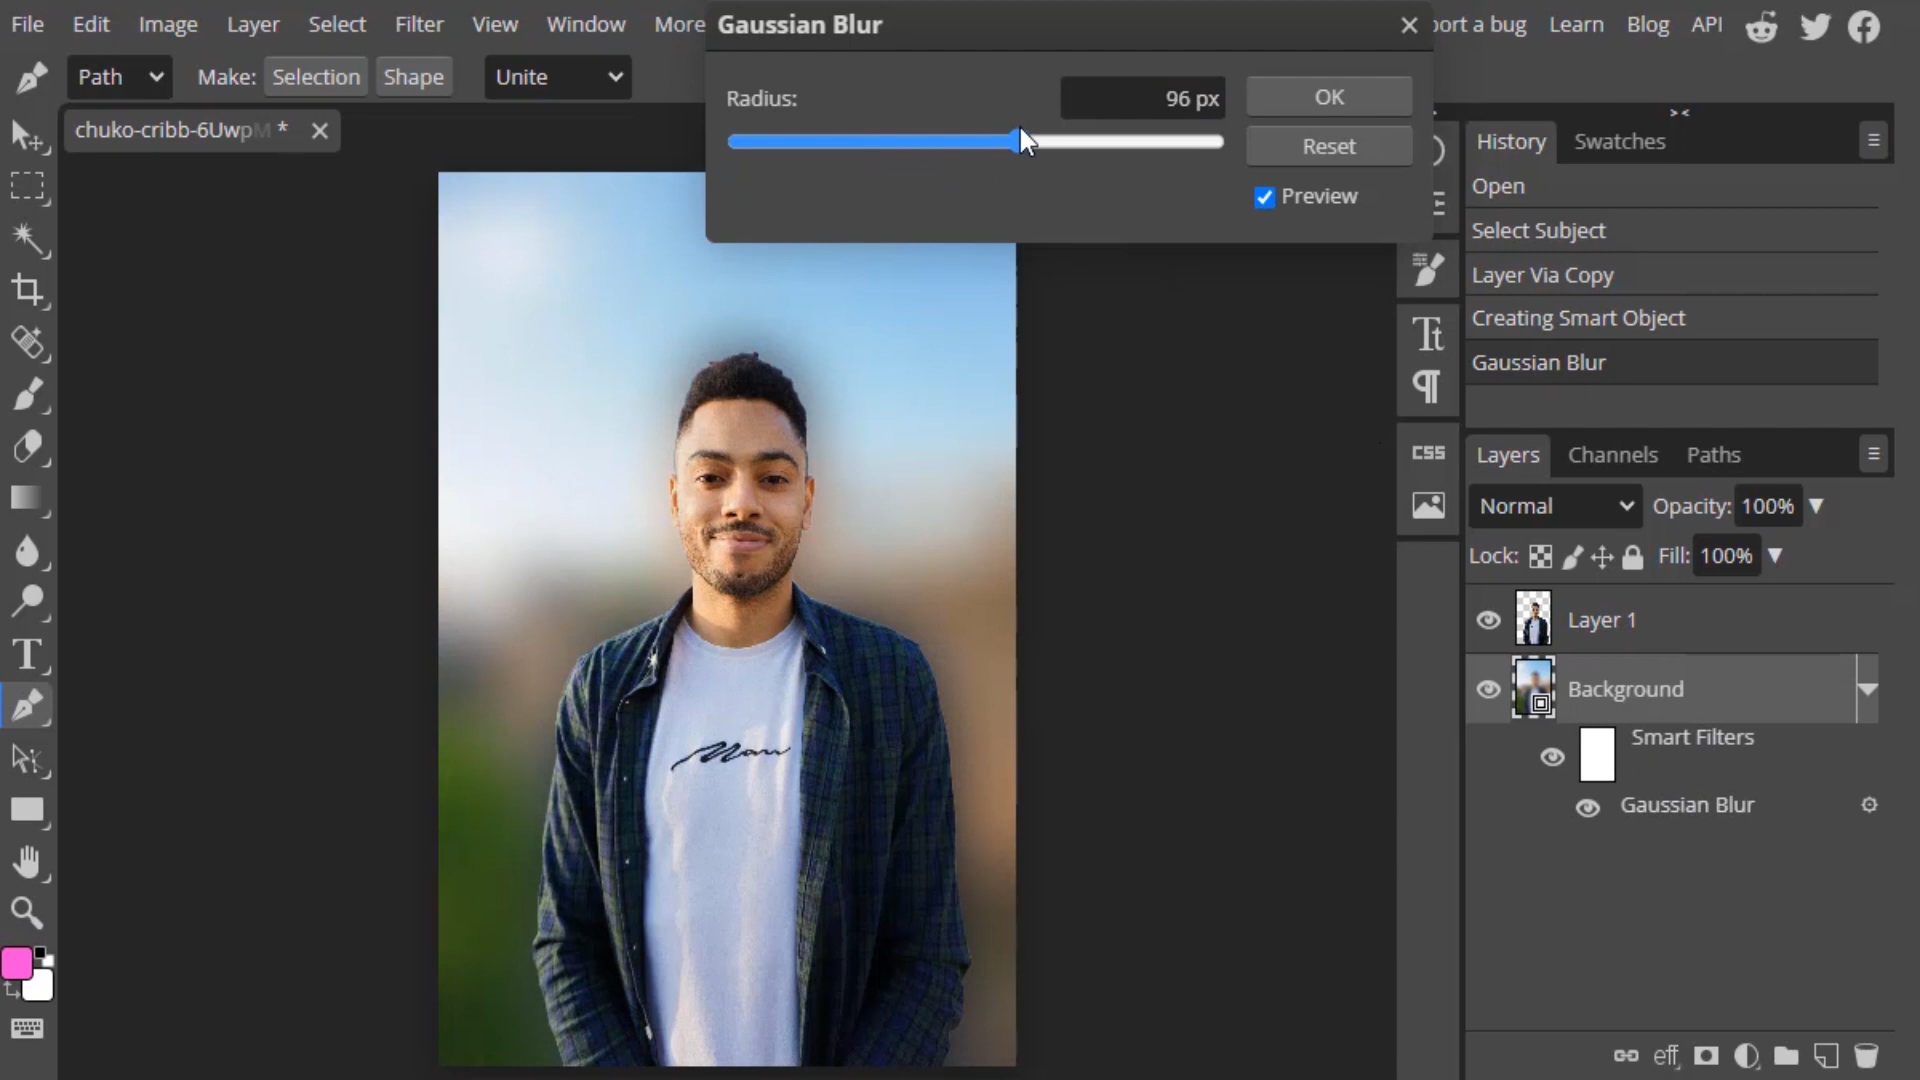 File Edit Image Layer Select Filter View Window More
Gaussian Blur
port a bug Learn Blog API
Path Make: Selection Shape Unite
Radius: 96 px OK
Reset
Preview
chuko-cribb-6UwpM *
History Swatches
Open
Select Subject
Layer Via Copy
Creating Smart Object
Gaussian Blur
Tt
CSS
Layers Channels Paths
Normal Opacity: 100%
Lock: Fill: 100%
Layer 1
Background
Smart Filters
Gaussian Blur
T
eff